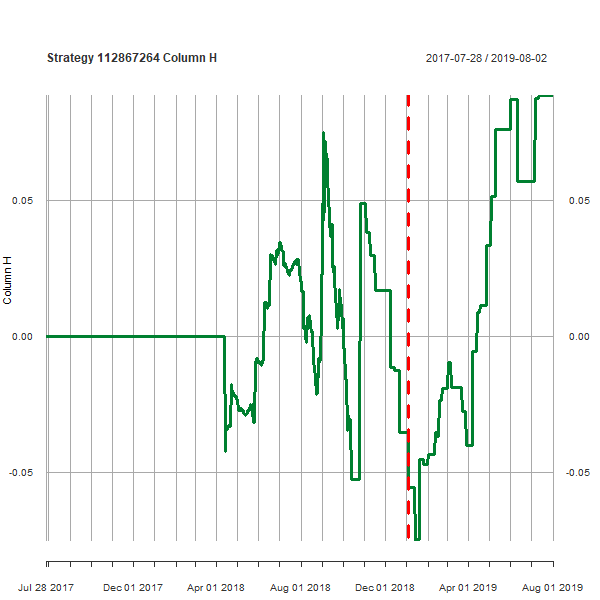 Strategy 112867264 Column H
2017-07-28 / 2019-08-02
0.05
0.05
0.00
0.00
-0.05
-0.05
Column H
Jul 28 2017
Dec 01 2017
Apr 01 2018
Aug 01 2018
Dec 01 2018
Apr 01 2019
Aug 01 2019